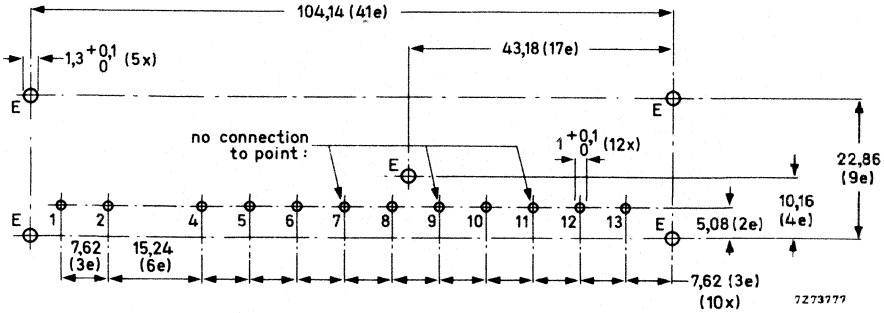 104,14 (41e)
43,18 (17e)
1,3 +0,1 0 (5x)
E
E
no connection
to point:
E
1 +0,1 0 (12x)
22,86
(9e)
10,16
(4e)
1 2 4 5 6 7 8 9 10 11 12 13
E
E
5,08 (2e)
7,62
(3e)
15,24
(6e)
7,62 (3e)
(10x)
7Z73777